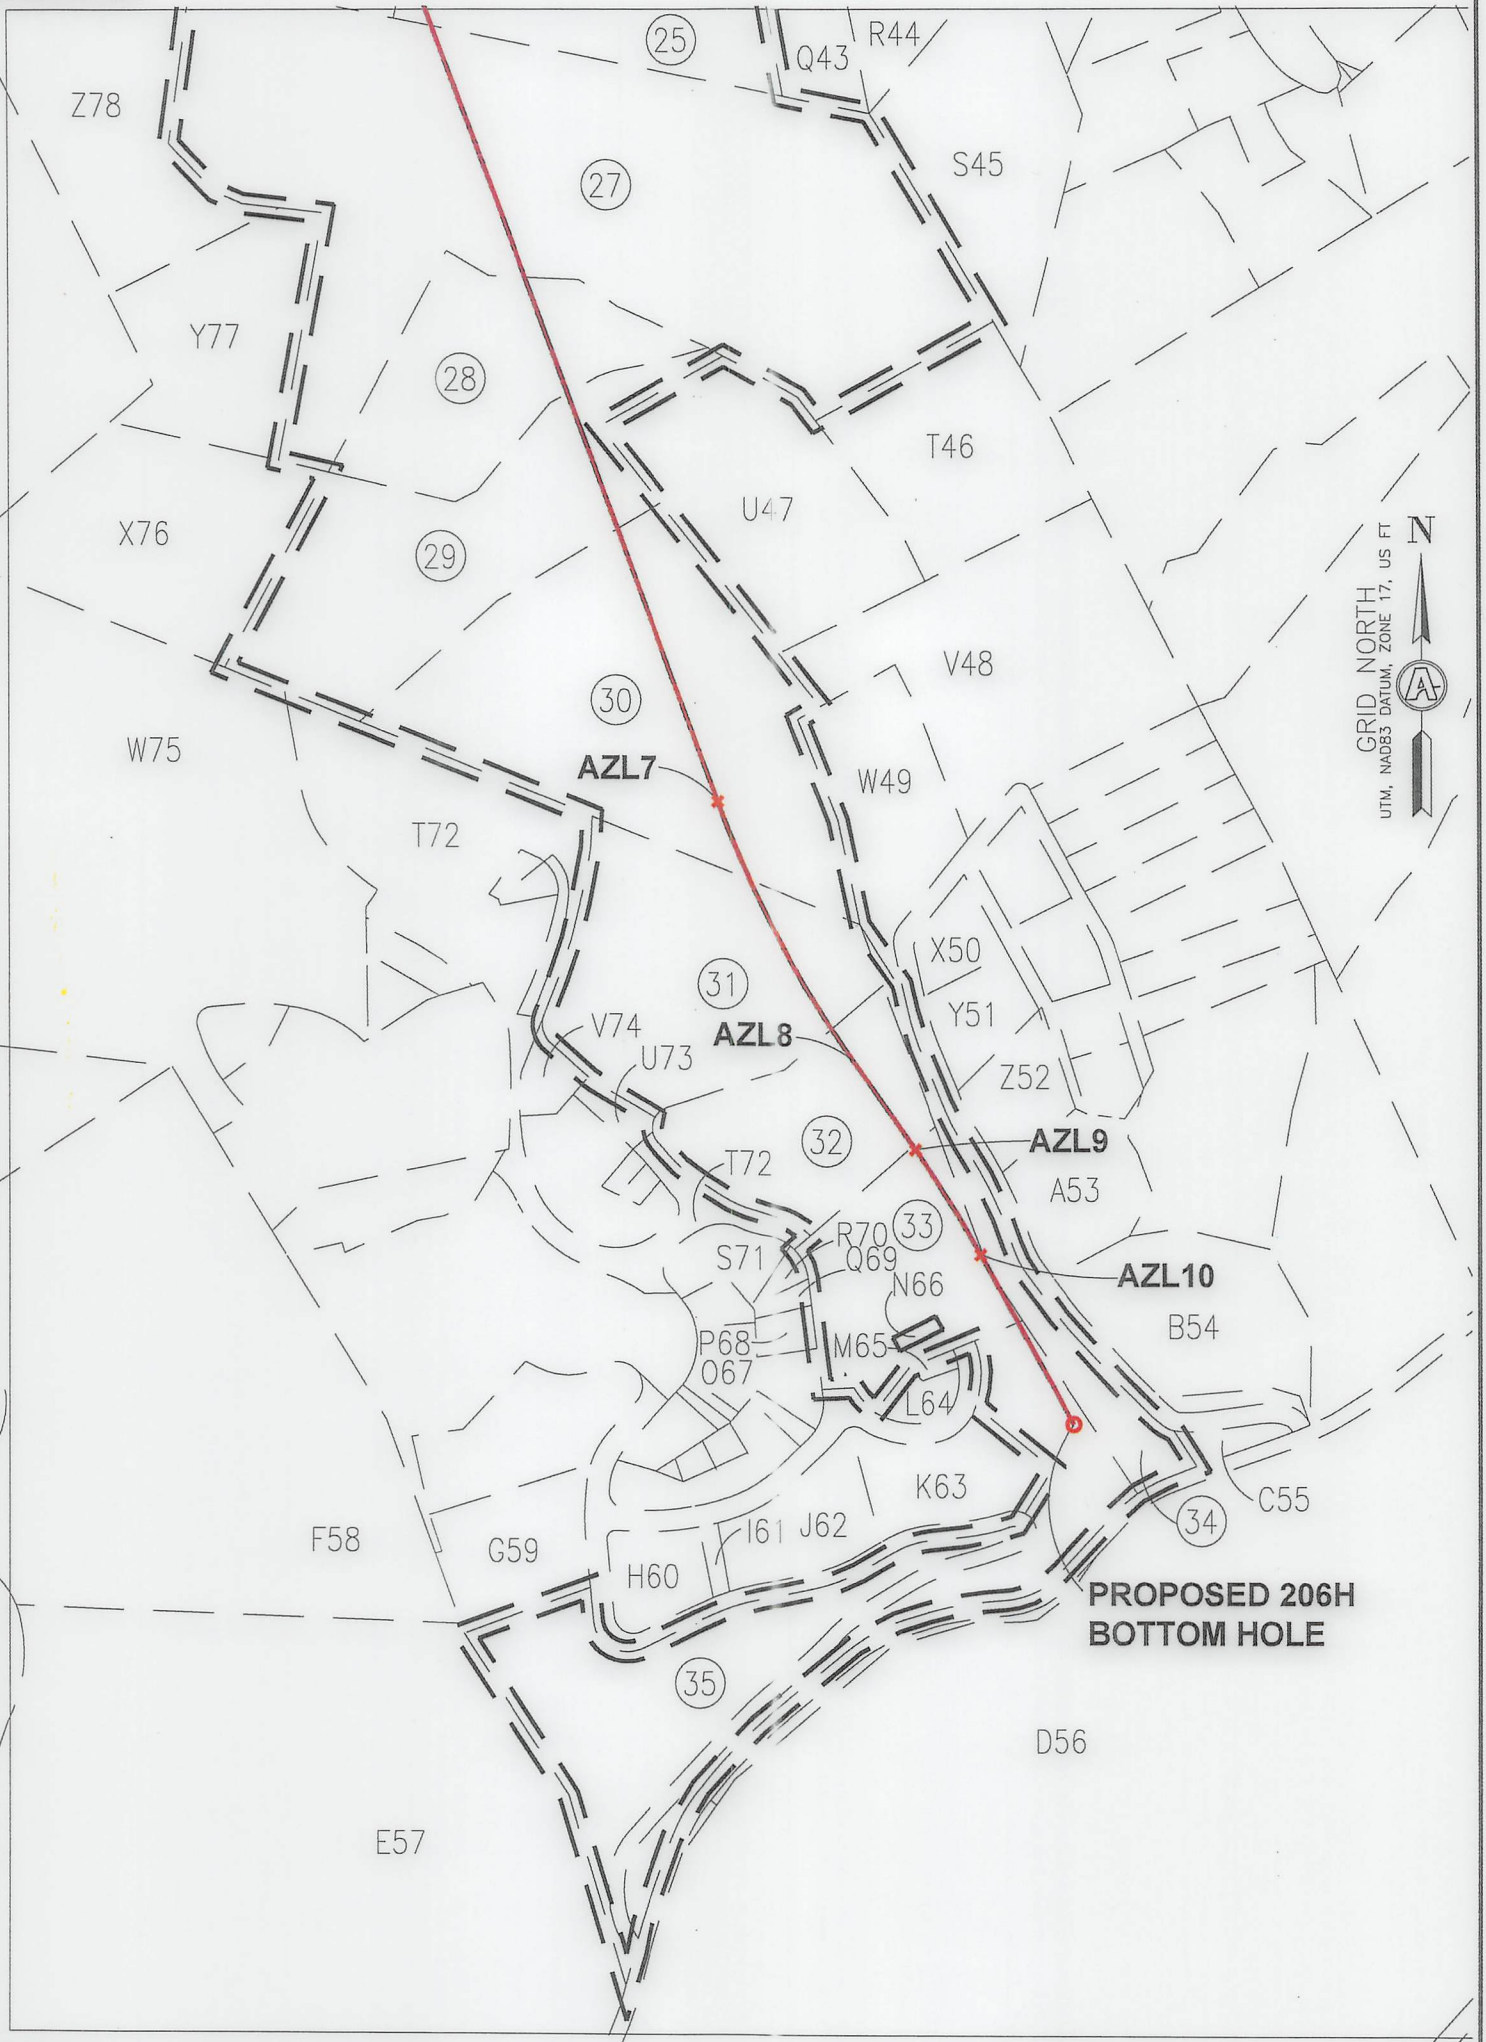 25
R44
Q43
Z78
S45
27
Y77
28
T46
U47
X76
29
N
GRID NORTH
UTM, NAD83 DATUM, ZONE 17, US FT
A
V48
30
W75
AZL7
W49
T72
X50
31
Y51
V74
AZL8
U73
Z52
32
AZL9
T72
A53
33
R70
S71
Q69
AZL10
N66
B54
P68
M65
O67
L64
K63
C55
34
I61
J62
F58
G59
H60
PROPOSED 206H
BOTTOM HOLE
35
D56
E57